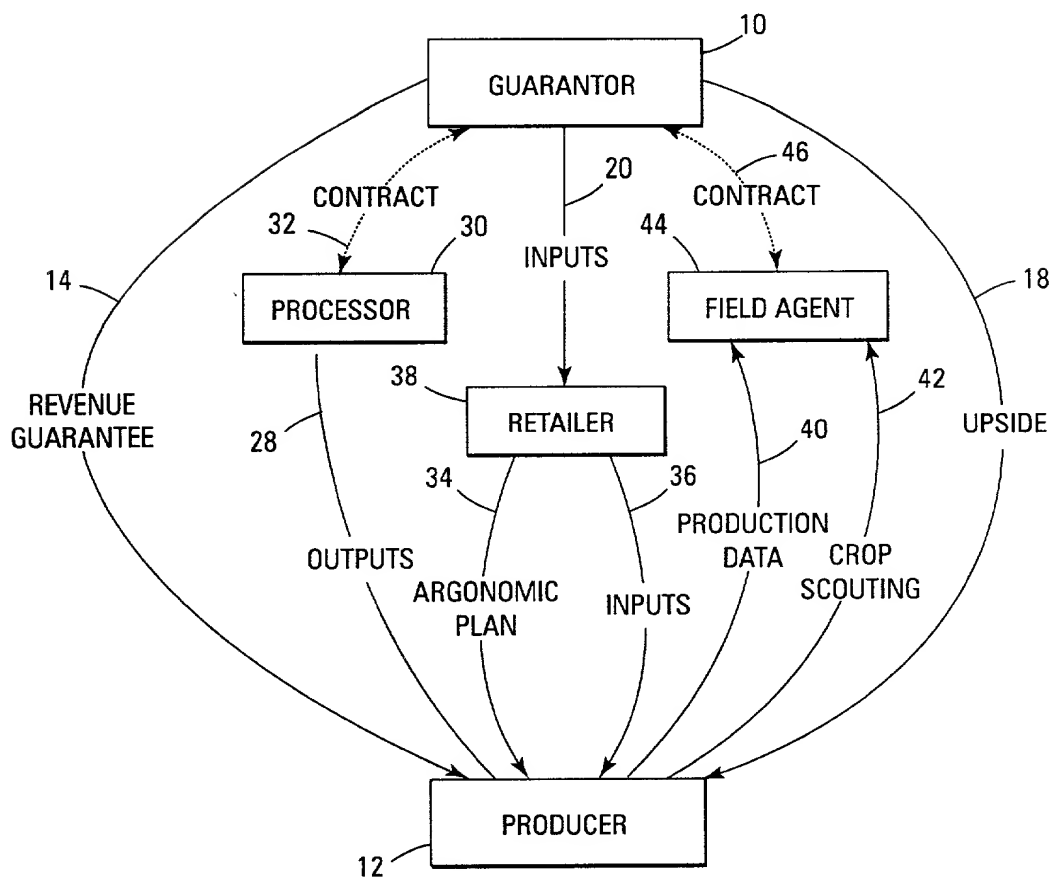 10
GUARANTOR
20
46
CONTRACT
CONTRACT
32
30
44
INPUTS
14
18
PROCESSOR
FIELD AGENT
38
42
REVENUE
GUARANTEE
28
RETAILER
40
UPSIDE
34
36
PRODUCTION
DATA
OUTPUTS
CROP
SCOUTING
ARGONOMIC
PLAN
INPUTS
PRODUCER
12